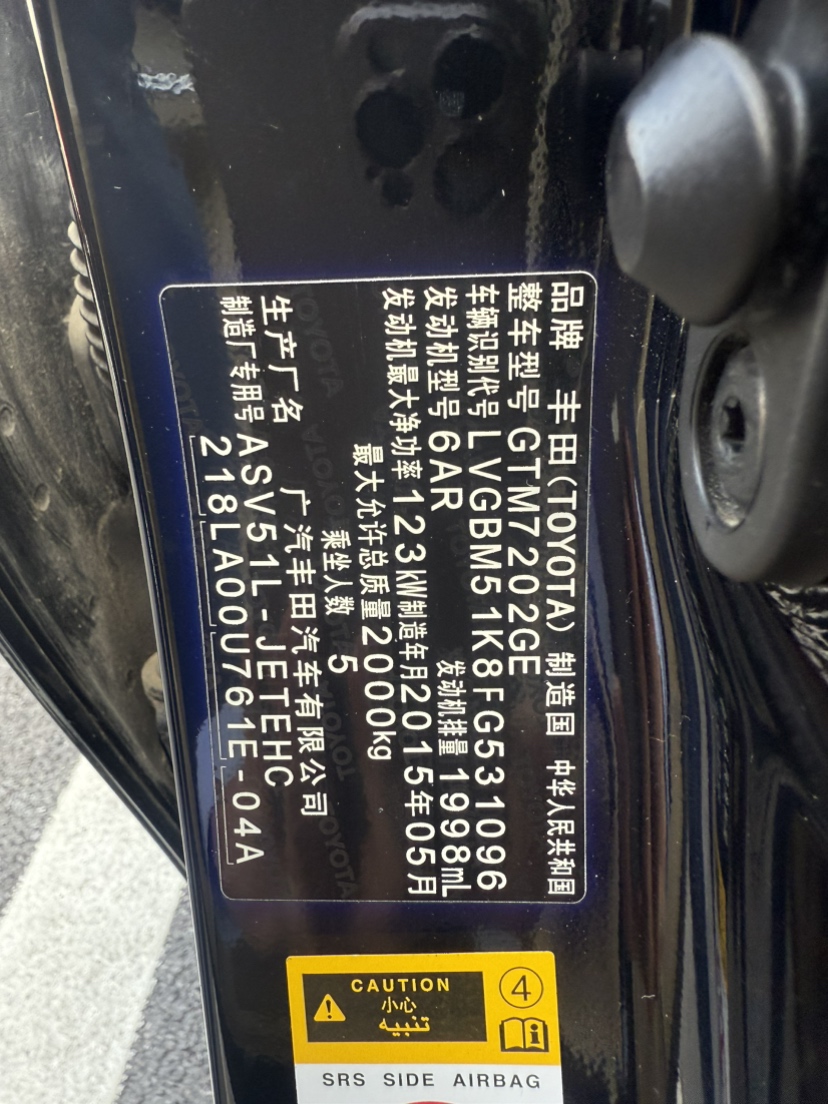 品牌 丰田(TOYOTA) 制造国 中华人民共和国
整车型号 GTM7202GE
车辆识别代号 LVGBM51K8FG531096
发动机型号 6AR 发动机排量 1998mL
发动机最大净功率 123kW 制造年月 2015年05月
最大允许总质量 2000kg
乘坐人数 5
生产厂名 广汽丰田汽车有限公司
制造厂专用号 ASV51L-JETEHC
218LA00U761E-04A
CAUTION
小心
تنبيه
4
i
SRS SIDE AIRBAG
TOYOTA
TOYOTA
TOYOTA
TOYOTA